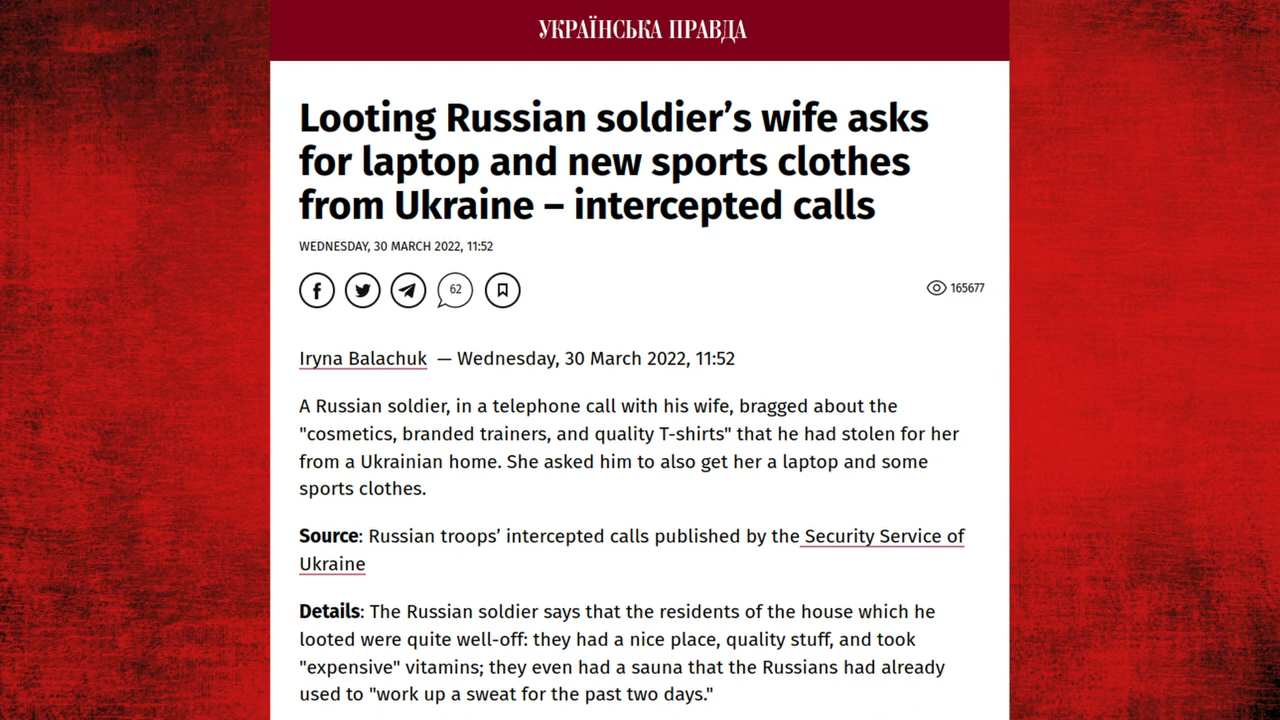 УКРАЇНСЬКА ПРАВДА
Looting Russian soldier’s wife asks
for laptop and new sports clothes
from Ukraine – intercepted calls
WEDNESDAY, 30 MARCH 2022, 11:52
62
165677
Iryna Balachuk — Wednesday, 30 March 2022, 11:52
A Russian soldier, in a telephone call with his wife, bragged about the
"cosmetics, branded trainers, and quality T-shirts" that he had stolen for her
from a Ukrainian home. She asked him to also get her a laptop and some
sports clothes.
Source: Russian troops’ intercepted calls published by the Security Service of
Ukraine
Details: The Russian soldier says that the residents of the house which he
looted were quite well-off: they had a nice place, quality stuff, and took
"expensive" vitamins; they even had a sauna that the Russians had already
used to "work up a sweat for the past two days."